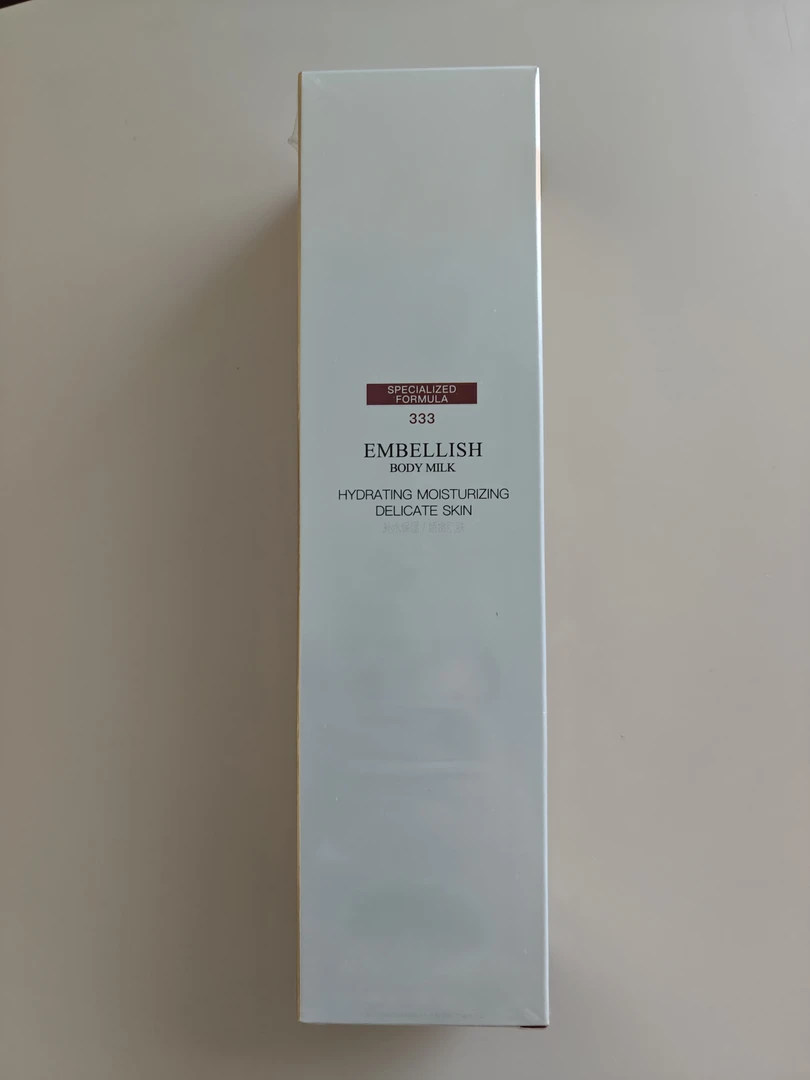 SPECIALIZED
FORMULA
333
EMBELLISH
BODY MILK
HYDRATING MOISTURIZING
DELICATE SKIN